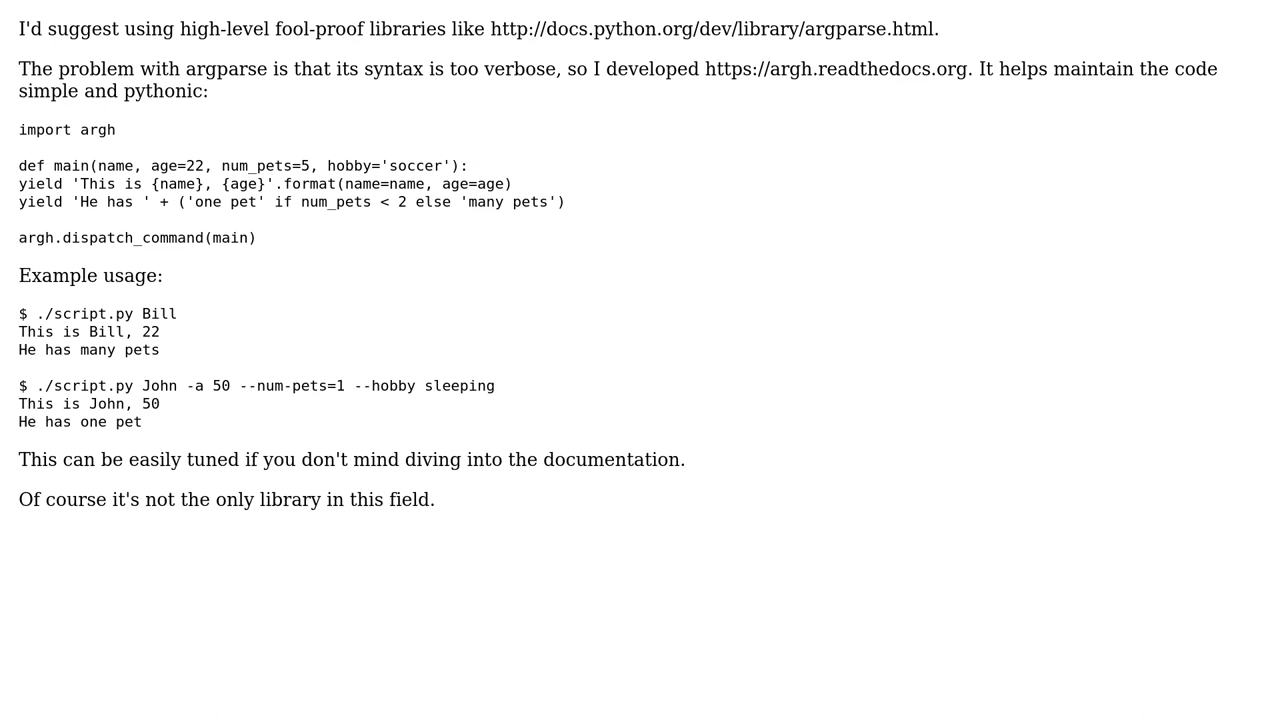 I'd suggest using high-level fool-proof libraries like http://docs.python.org/dev/library/argparse.html.
The problem with argparse is that its syntax is too verbose, so I developed https://argh.readthedocs.org. It helps maintain the code
simple and pythonic:
import argh
def main(name, age=22, num_pets=5, hobby='soccer'):
yield 'This is {name}, {age}'.format(name=name, age=age)
yield 'He has ' + ('one pet' if num_pets < 2 else 'many pets')
argh.dispatch_command(main)
Example usage:
$ ./script.py Bill
This is Bill, 22
He has many pets
$ ./script.py John -a 50 --num-pets=1 --hobby sleeping
This is John, 50
He has one pet
This can be easily tuned if you don't mind diving into the documentation.
Of course it's not the only library in this field.